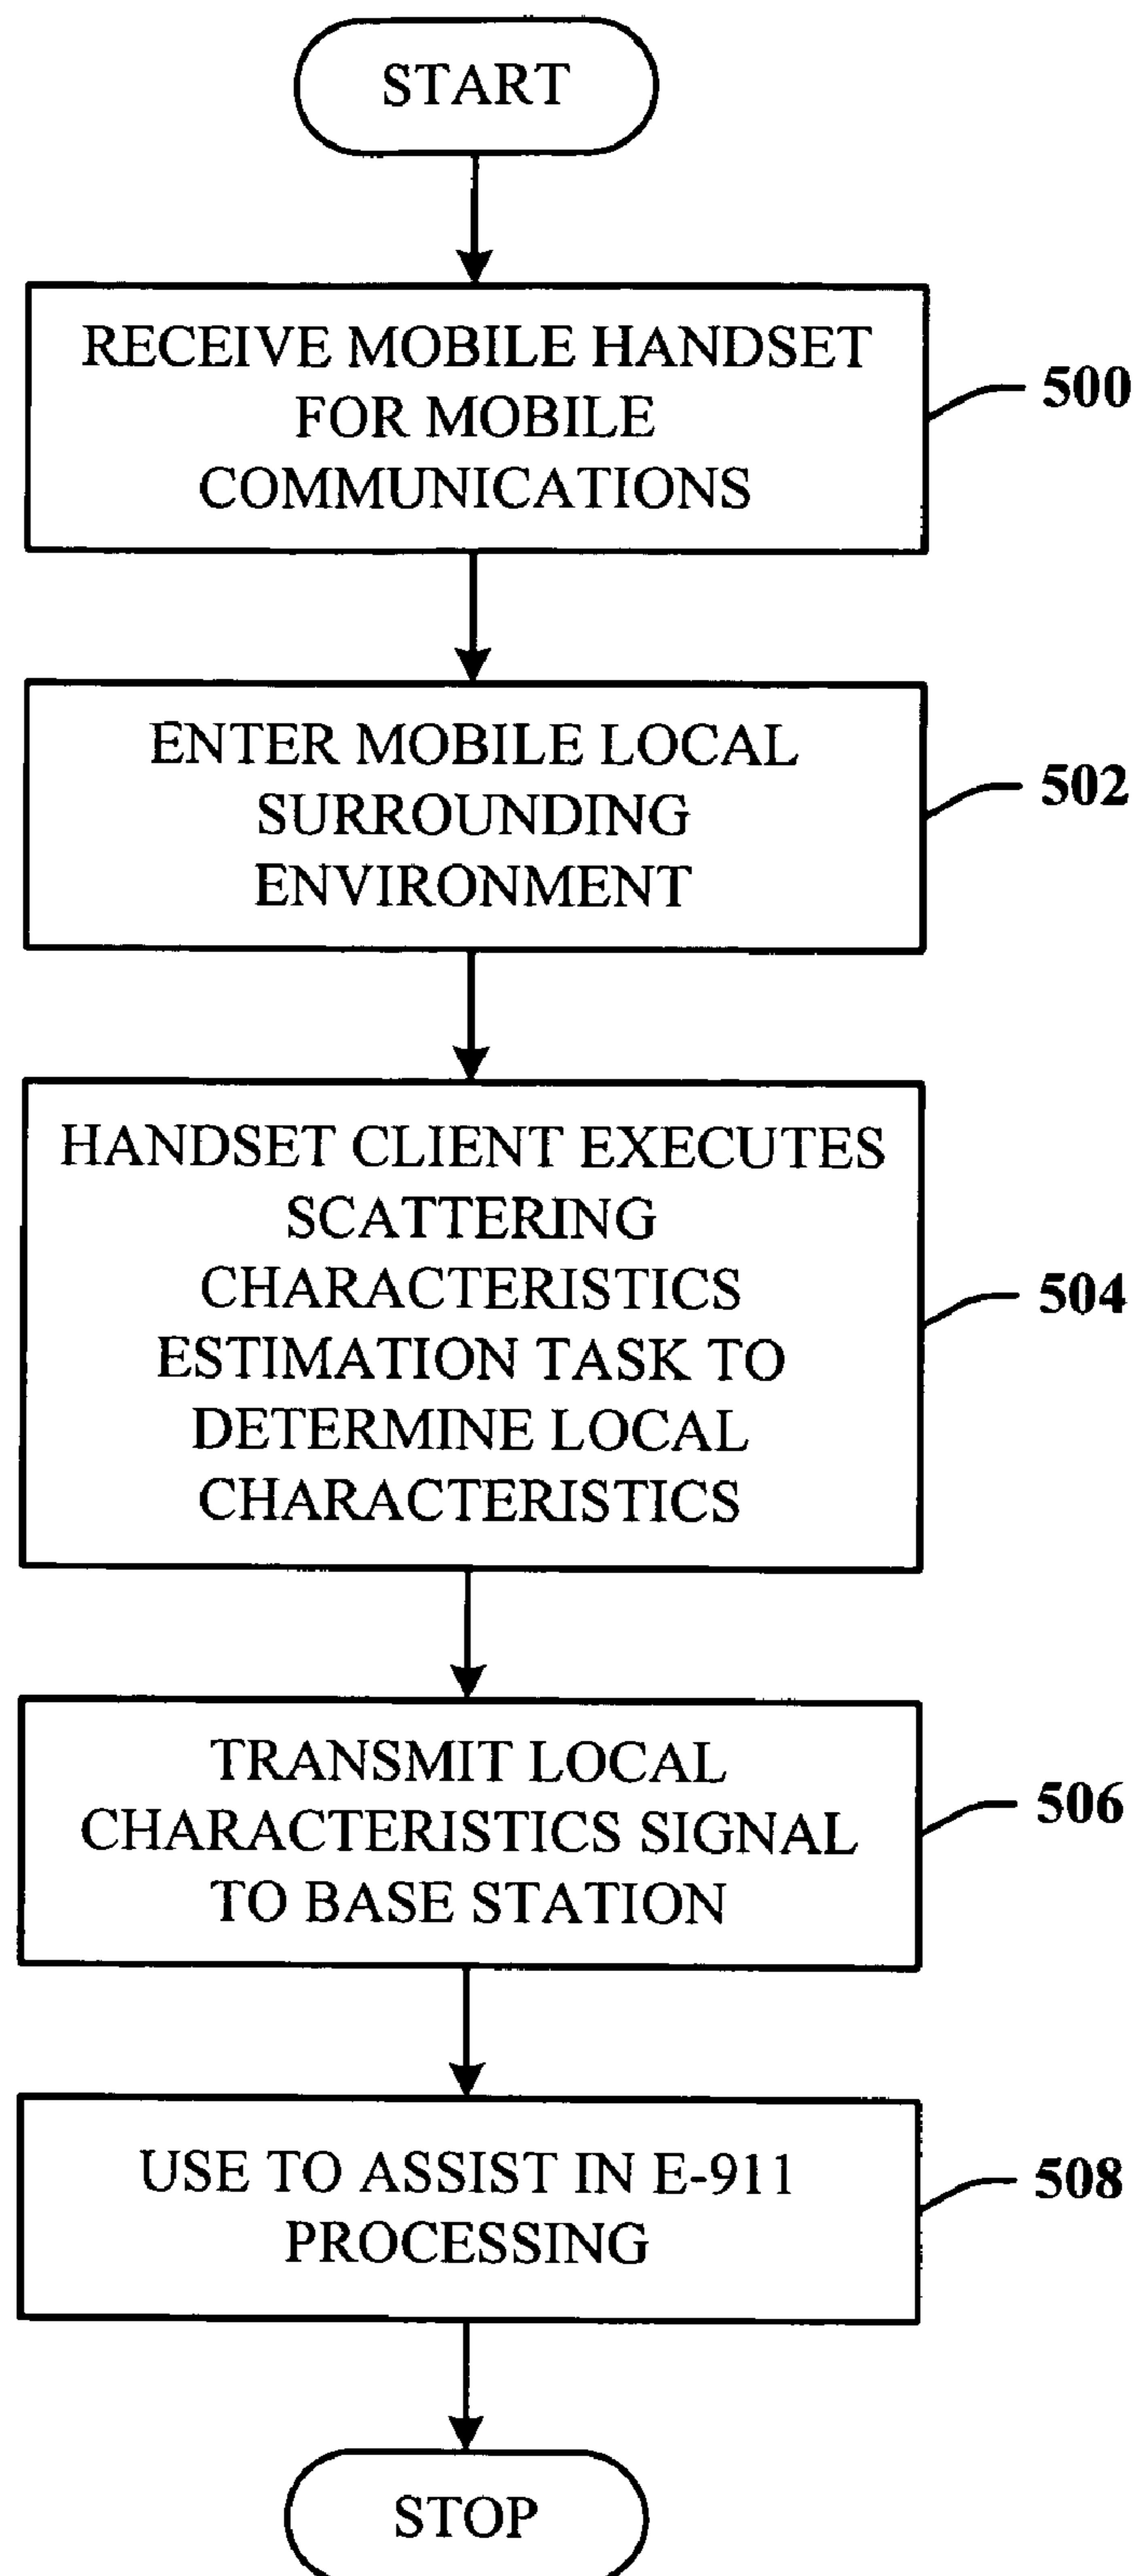 START
RECEIVE MOBILE HANDSET
FOR MOBILE
COMMUNICATIONS
500
ENTER MOBILE LOCAL
SURROUNDING
ENVIRONMENT
502
HANDSET CLIENT EXECUTES
SCATTERING
CHARACTERISTICS
ESTIMATION TASK TO
DETERMINE LOCAL
CHARACTERISTICS
504
TRANSMIT LOCAL
CHARACTERISTICS SIGNAL
TO BASE STATION
506
USE TO ASSIST IN E-911
PROCESSING
508
STOP